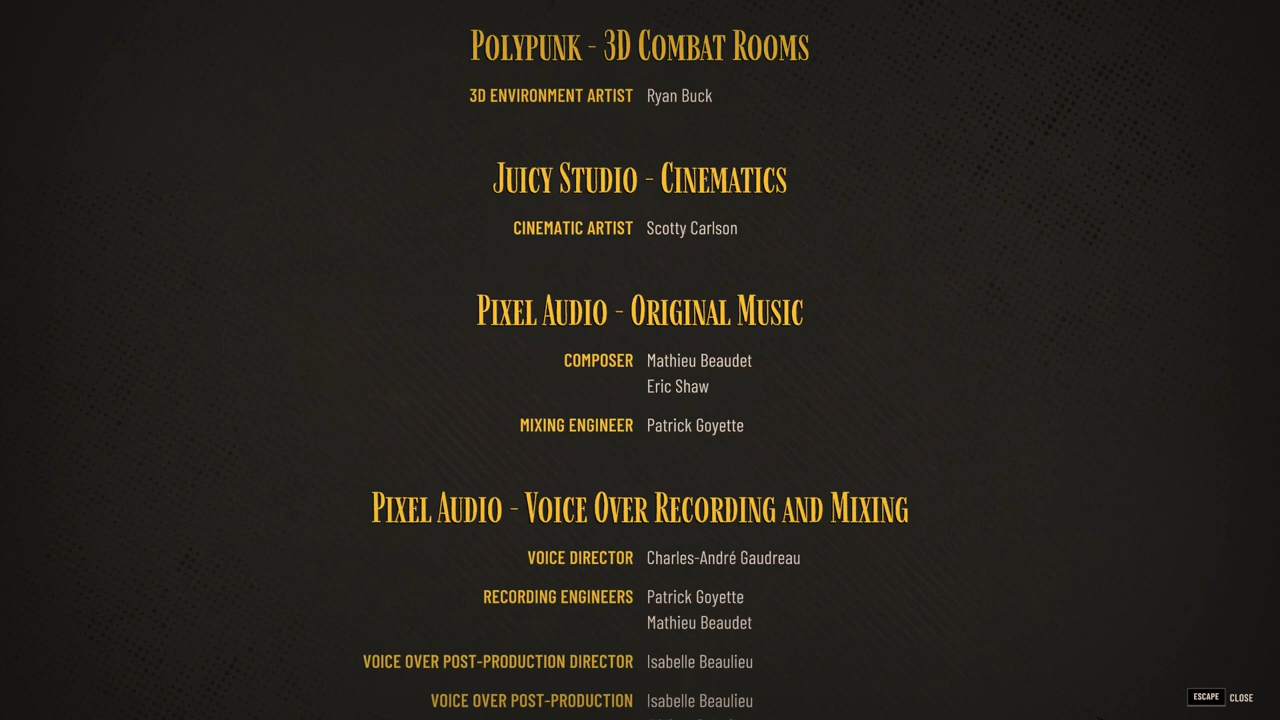 Polypunk - 3D Combat Rooms
3D ENVIRONMENT ARTIST Ryan Buck
Juicy Studio - Cinematics
CINEMATIC ARTIST Scotty Carlson
Pixel Audio - Original Music
COMPOSER Mathieu Beaudet
Eric Shaw
MIXING ENGINEER Patrick Goyette
Pixel Audio - Voice Over Recording and Mixing
VOICE DIRECTOR Charles-André Gaudreau
RECORDING ENGINEERS Patrick Goyette
Mathieu Beaudet
VOICE OVER POST-PRODUCTION DIRECTOR Isabelle Beaulieu
VOICE OVER POST-PRODUCTION Isabelle Beaulieu
ESCAPE CLOSE